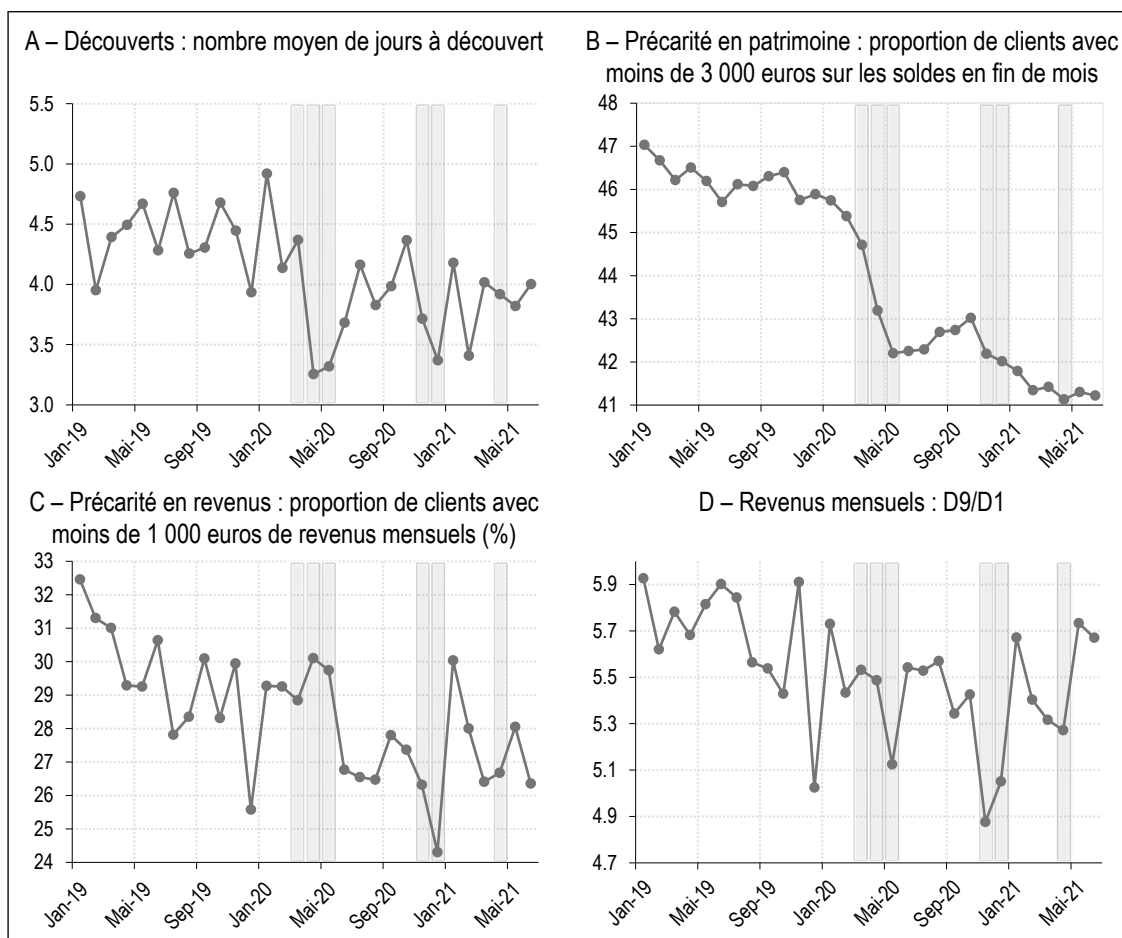 A – Découverts : nombre moyen de jours à découvert
5.5
5.0
4.5
4.0
3.5
3.0
Jan-19
Mai-19
Sep-19
Jan-20
Mai-20
Sep-20
Jan-21
Mai-21
B – Précarité en patrimoine : proportion de clients avec
moins de 3 000 euros sur les soldes en fin de mois
48
47
46
45
44
43
42
41
Jan-19
Mai-19
Sep-19
Jan-20
Mai-20
Sep-20
Jan-21
Mai-21
C – Précarité en revenus : proportion de clients avec
moins de 1 000 euros de revenus mensuels (%)
33
32
31
30
29
28
27
26
25
24
Jan-19
Mai-19
Sep-19
Jan-20
Mai-20
Sep-20
Jan-21
Mai-21
D – Revenus mensuels : D9/D1
5.9
5.7
5.5
5.3
5.1
4.9
4.7
Jan-19
Mai-19
Sep-19
Jan-20
Mai-20
Sep-20
Jan-21
Mai-21